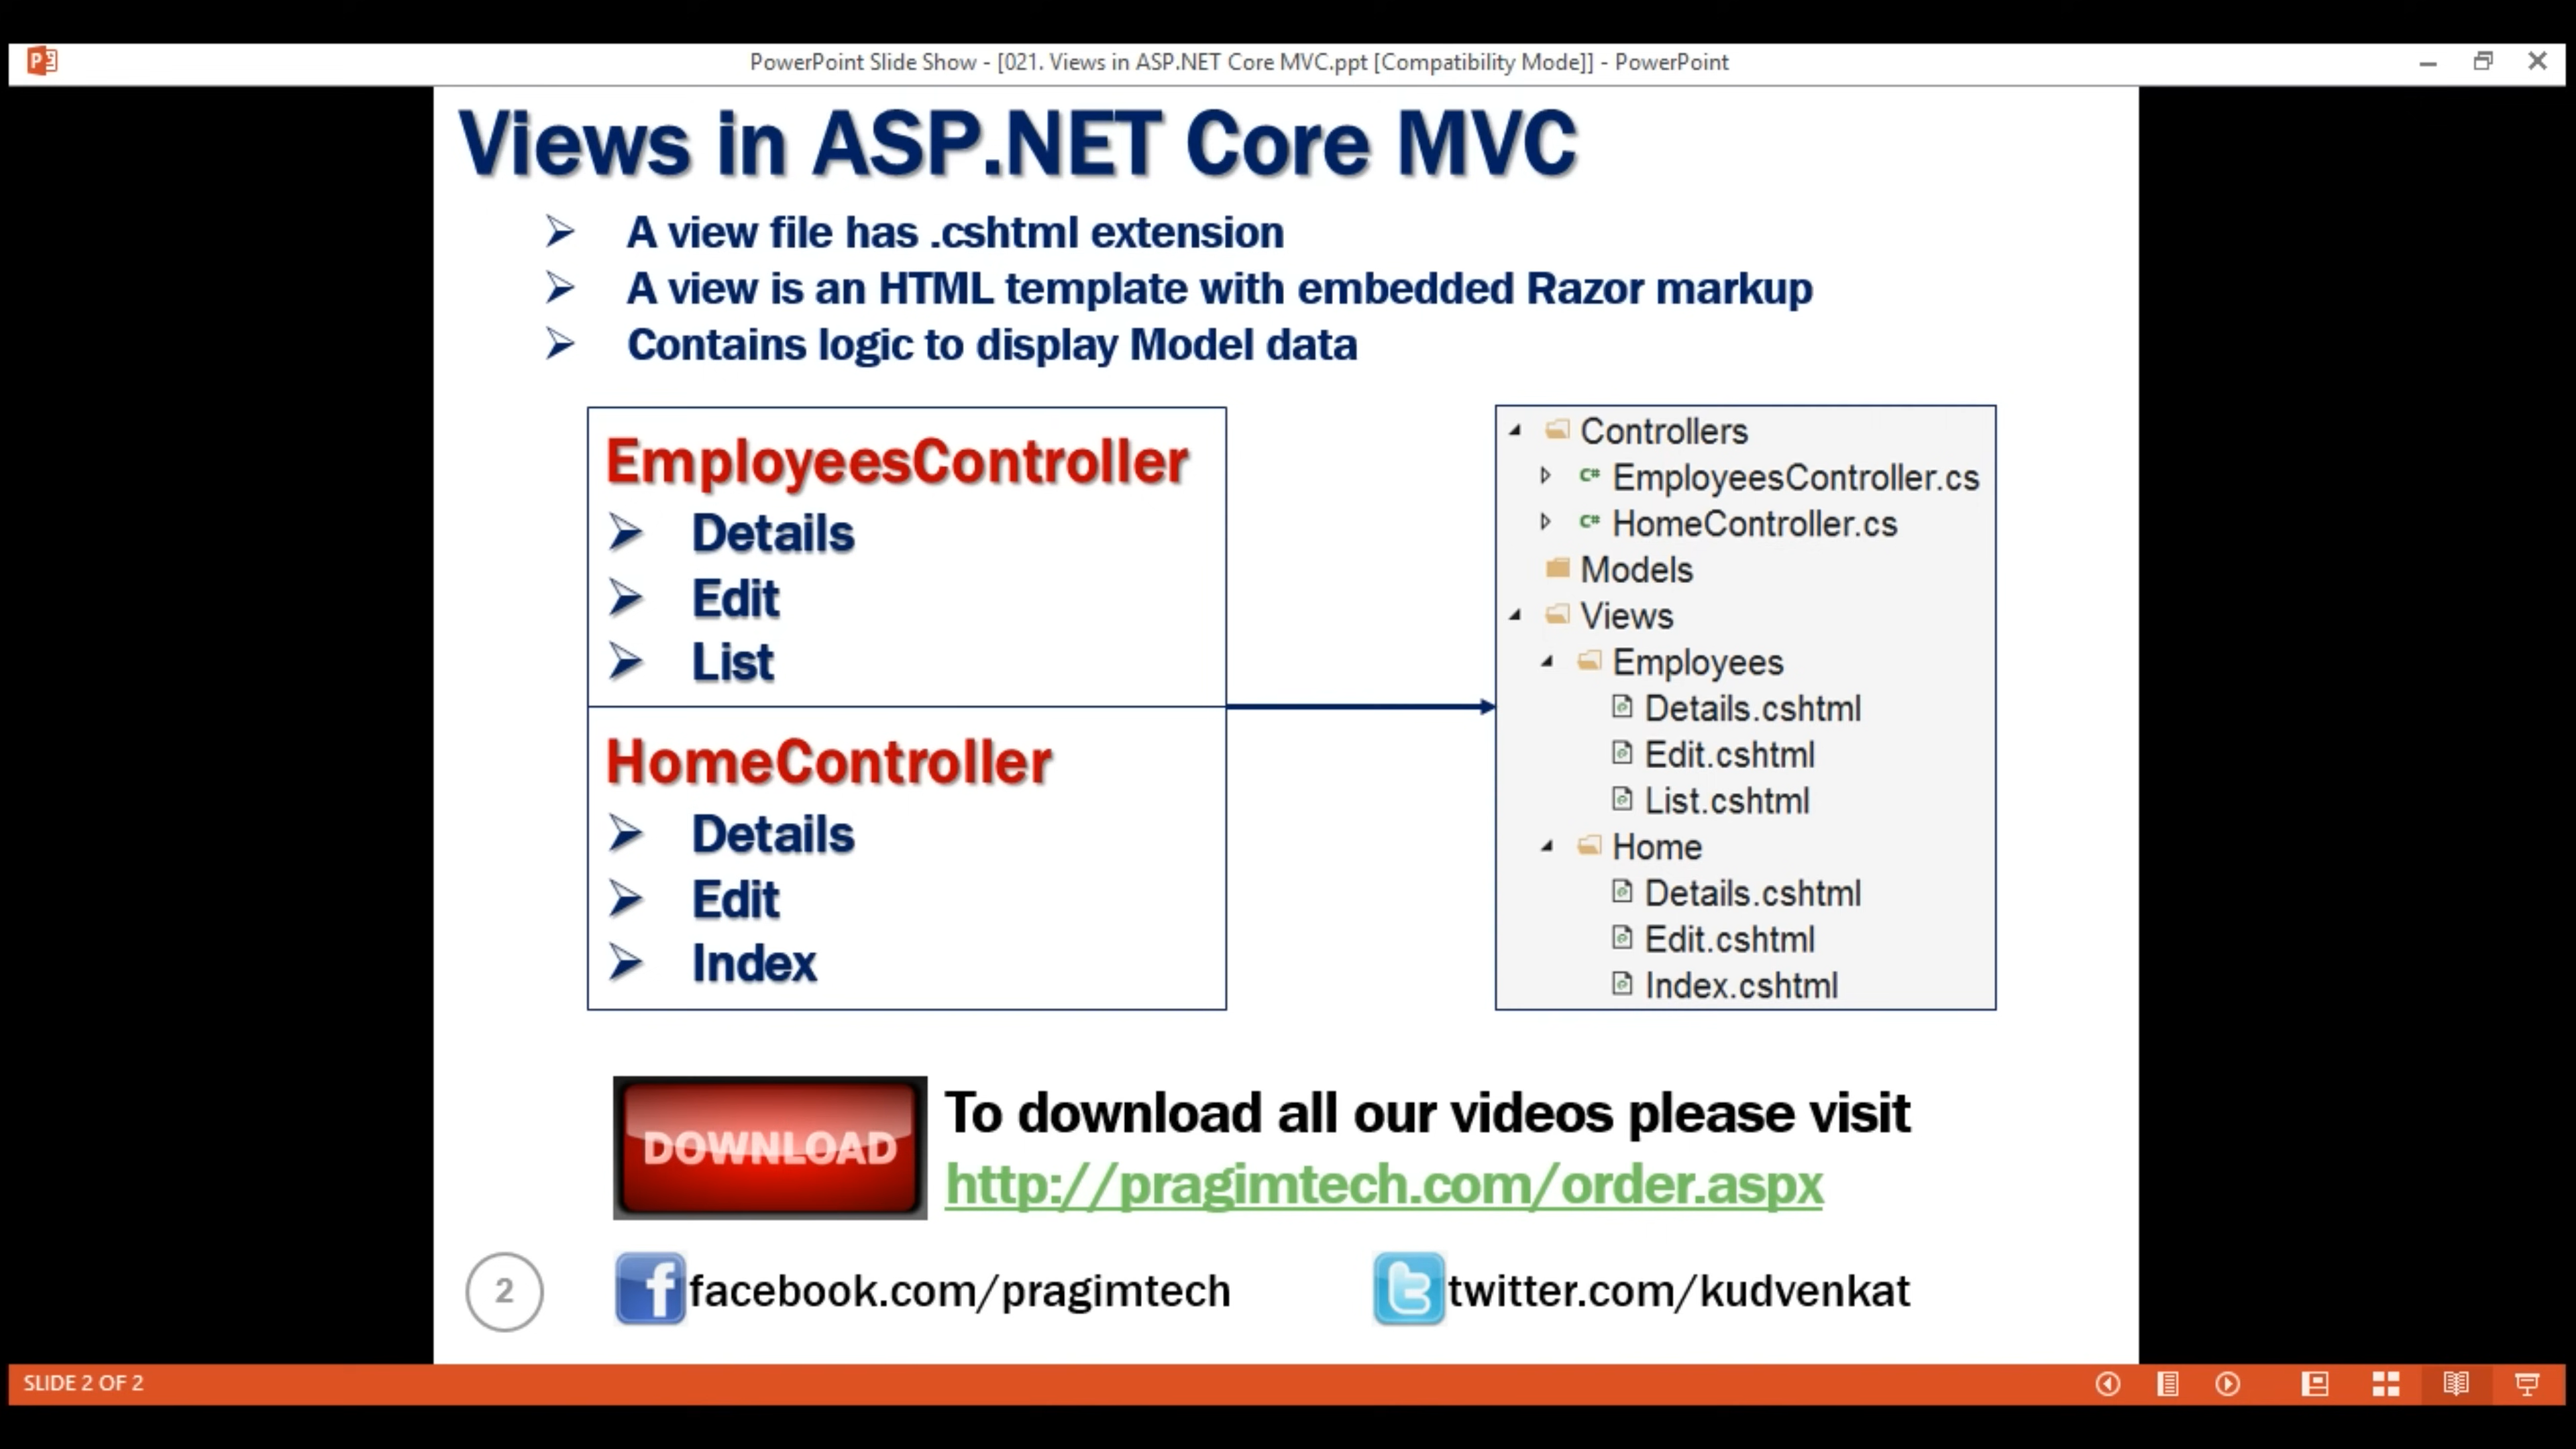 PowerPoint Slide Show - [021. Views in ASP.NET Core MVC.ppt [Compatibility Mode]] - PowerPoint
Views in ASP.NET Core MVC
A view file has .cshtml extension
A view is an HTML template with embedded Razor markup
Contains logic to display Model data
EmployeesController
Details
Edit
List
HomeController
Details
Edit
Index
Controllers
C# EmployeesController.cs
C# HomeController.cs
Models
Views
Employees
Details.cshtml
Edit.cshtml
List.cshtml
Home
Details.cshtml
Edit.cshtml
Index.cshtml
DOWNLOAD
To download all our videos please visit
http://pragimtech.com/order.aspx
2
facebook.com/pragimtech
twitter.com/kudvenkat
SLIDE 2 OF 2